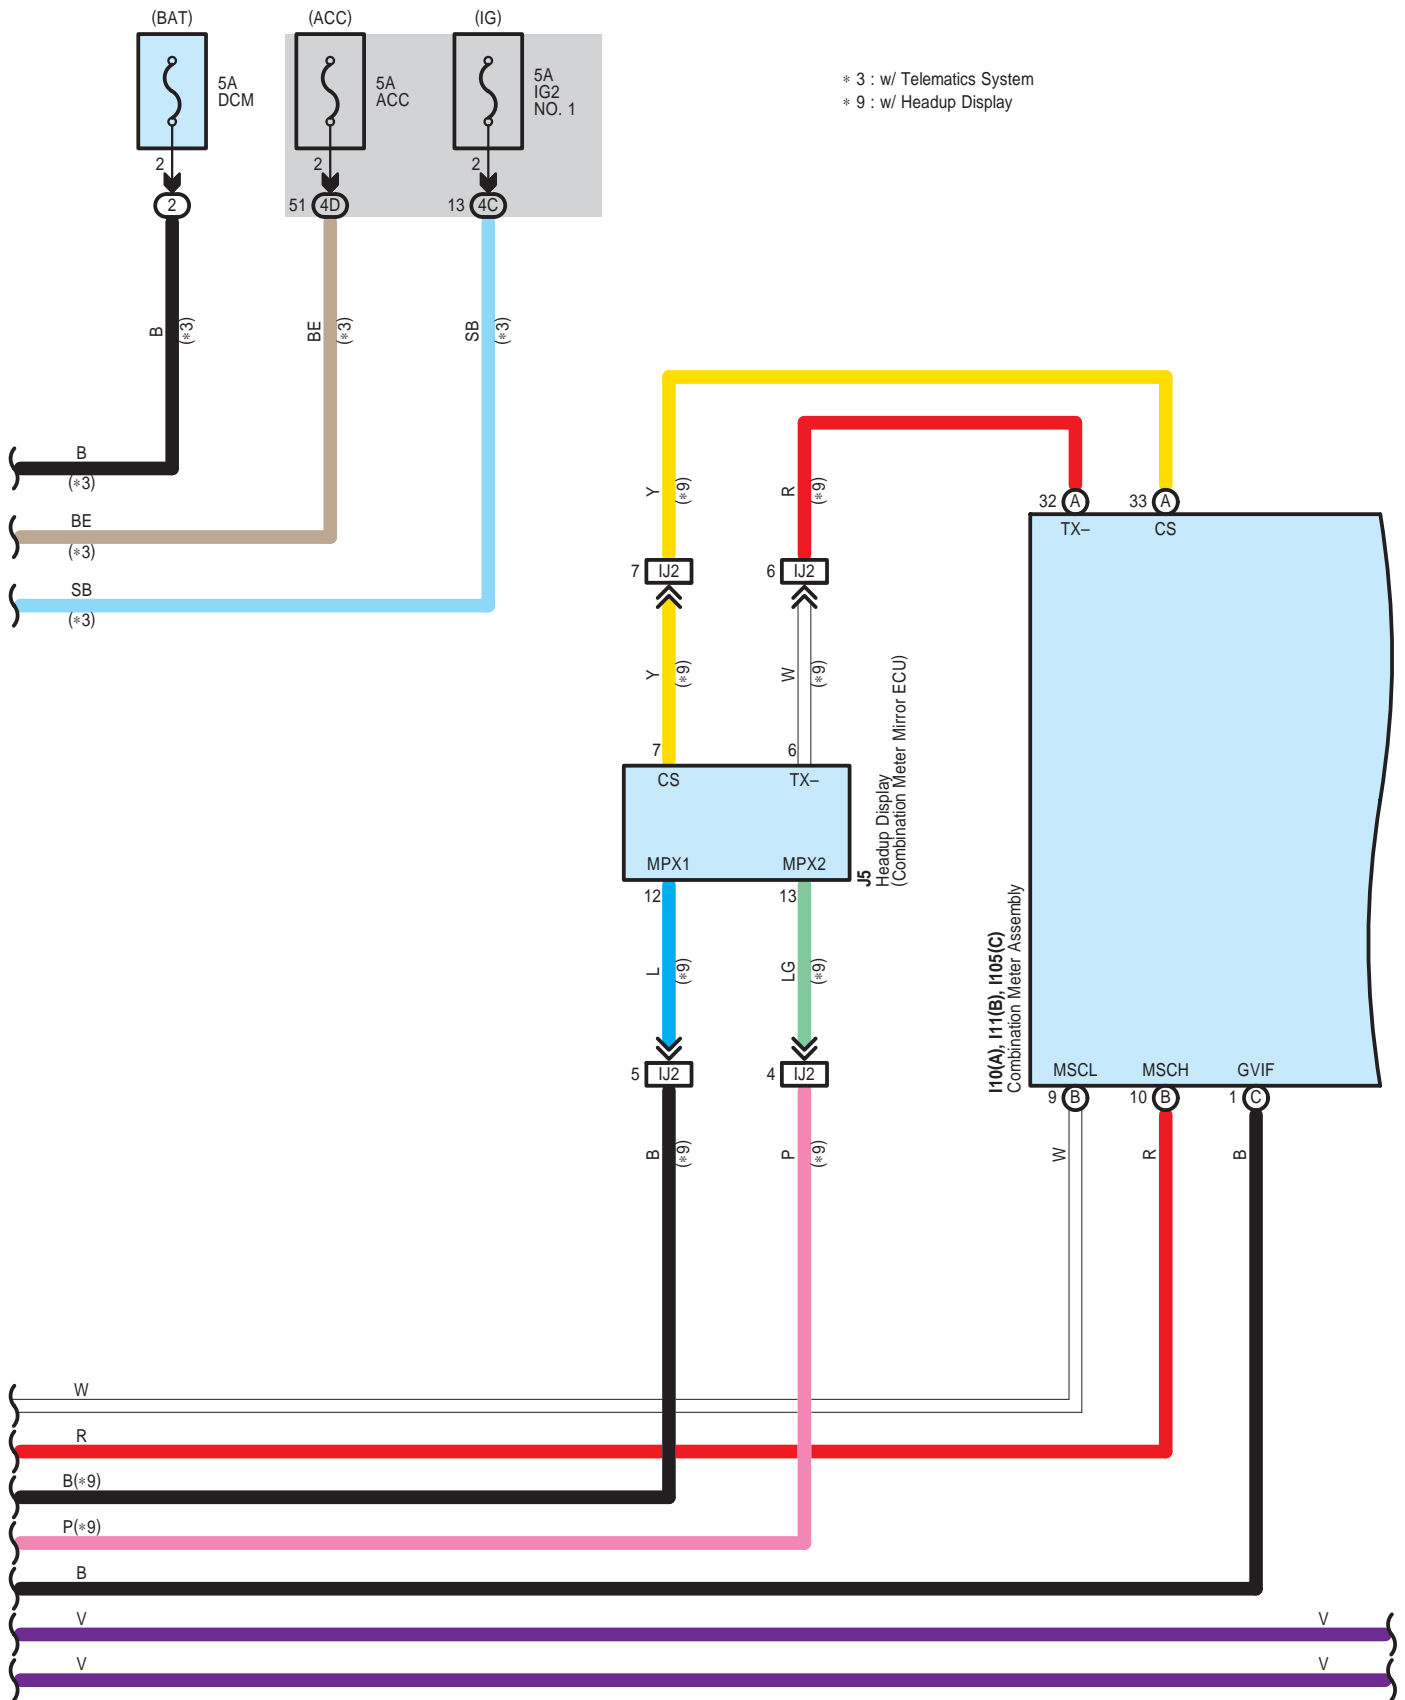 (BAT)
(ACC)
(IG)
5A
DCM
5A
ACC
5A
IG2
NO. 1
* 3 : w/ Telematics System
* 9 : w/ Headup Display
2
2
2
2
51 4D
13 4C
B
(*3)
BE
(*3)
SB
(*3)
B
(*3)
BE
(*3)
SB
(*3)
Y
(*9)
R
(*9)
32 A
33 A
TX–
CS
7 IJ2
6 IJ2
Y
(*9)
W
(*9)
7
6
CS
TX–
MPX1
MPX2
J5
Headup Display
(Combination Meter Mirror ECU)
12
13
L
(*9)
LG
(*9)
I10(A), I11(B), I105(C)
Combination Meter Assembly
5 IJ2
4 IJ2
MSCL
MSCH
GVIF
9 B
10 B
1 C
B
(*9)
P
(*9)
W
R
B
W
R
B(*9)
P(*9)
B
V
V
V
V